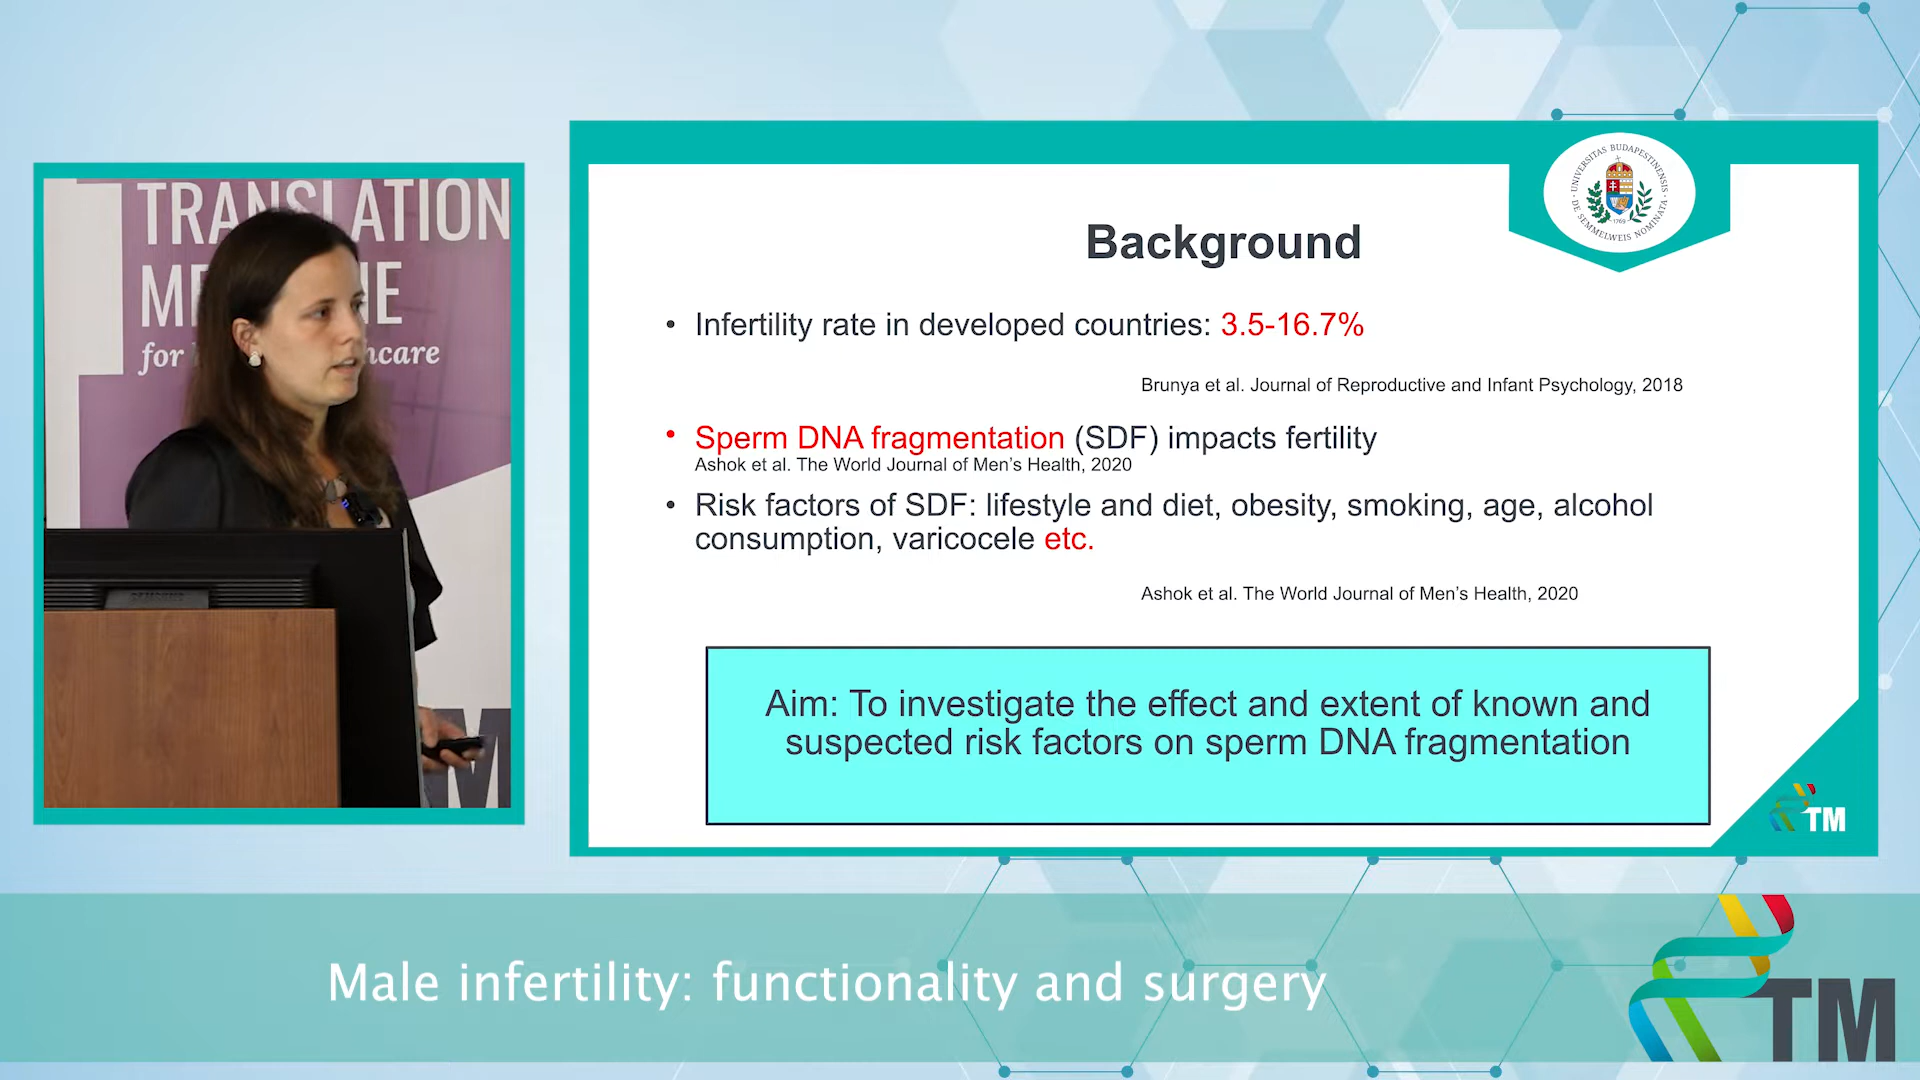 TRANSLATION
for
hcare
UNIVERSITAS BUDAPESTINENSIS
DE SEMMELWEIS NOMINATA
1769
Background
• Infertility rate in developed countries: 3.5-16.7%
Brunya et al. Journal of Reproductive and Infant Psychology, 2018
• Sperm DNA fragmentation (SDF) impacts fertility
Ashok et al. The World Journal of Men’s Health, 2020
• Risk factors of SDF: lifestyle and diet, obesity, smoking, age, alcohol
consumption, varicocele etc.
Ashok et al. The World Journal of Men’s Health, 2020
Aim: To investigate the effect and extent of known and
suspected risk factors on sperm DNA fragmentation
TM
Male infertility: functionality and surgery
TM